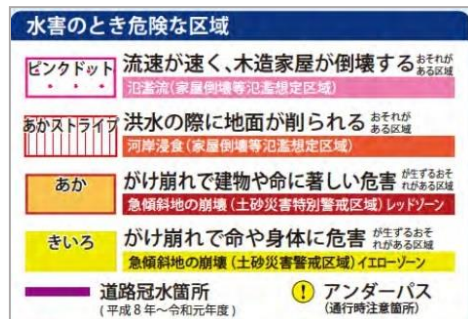 水害のとき危険な区域
ピンクドット
流速が速く、木造家屋が倒壊するおそれがある区域
氾濫流(家屋倒壊等氾濫想定区域)
あかストライプ
洪水の際に地面が削られるおそれがある区域
河岸浸食(家屋倒壊等氾濫想定区域)
あか
がけ崩れで建物や命に著しい危害が生ずるおそれがある区域
急傾斜地の崩壊(土砂災害特別警戒区域)レッドゾーン
きいろ
がけ崩れで命や身体に危害が生ずるおそれがある区域
急傾斜地の崩壊(土砂災害警戒区域)イエローゾーン
道路冠水箇所
(平成8年~令和元年度)
! アンダーパス
(通行時注意箇所)